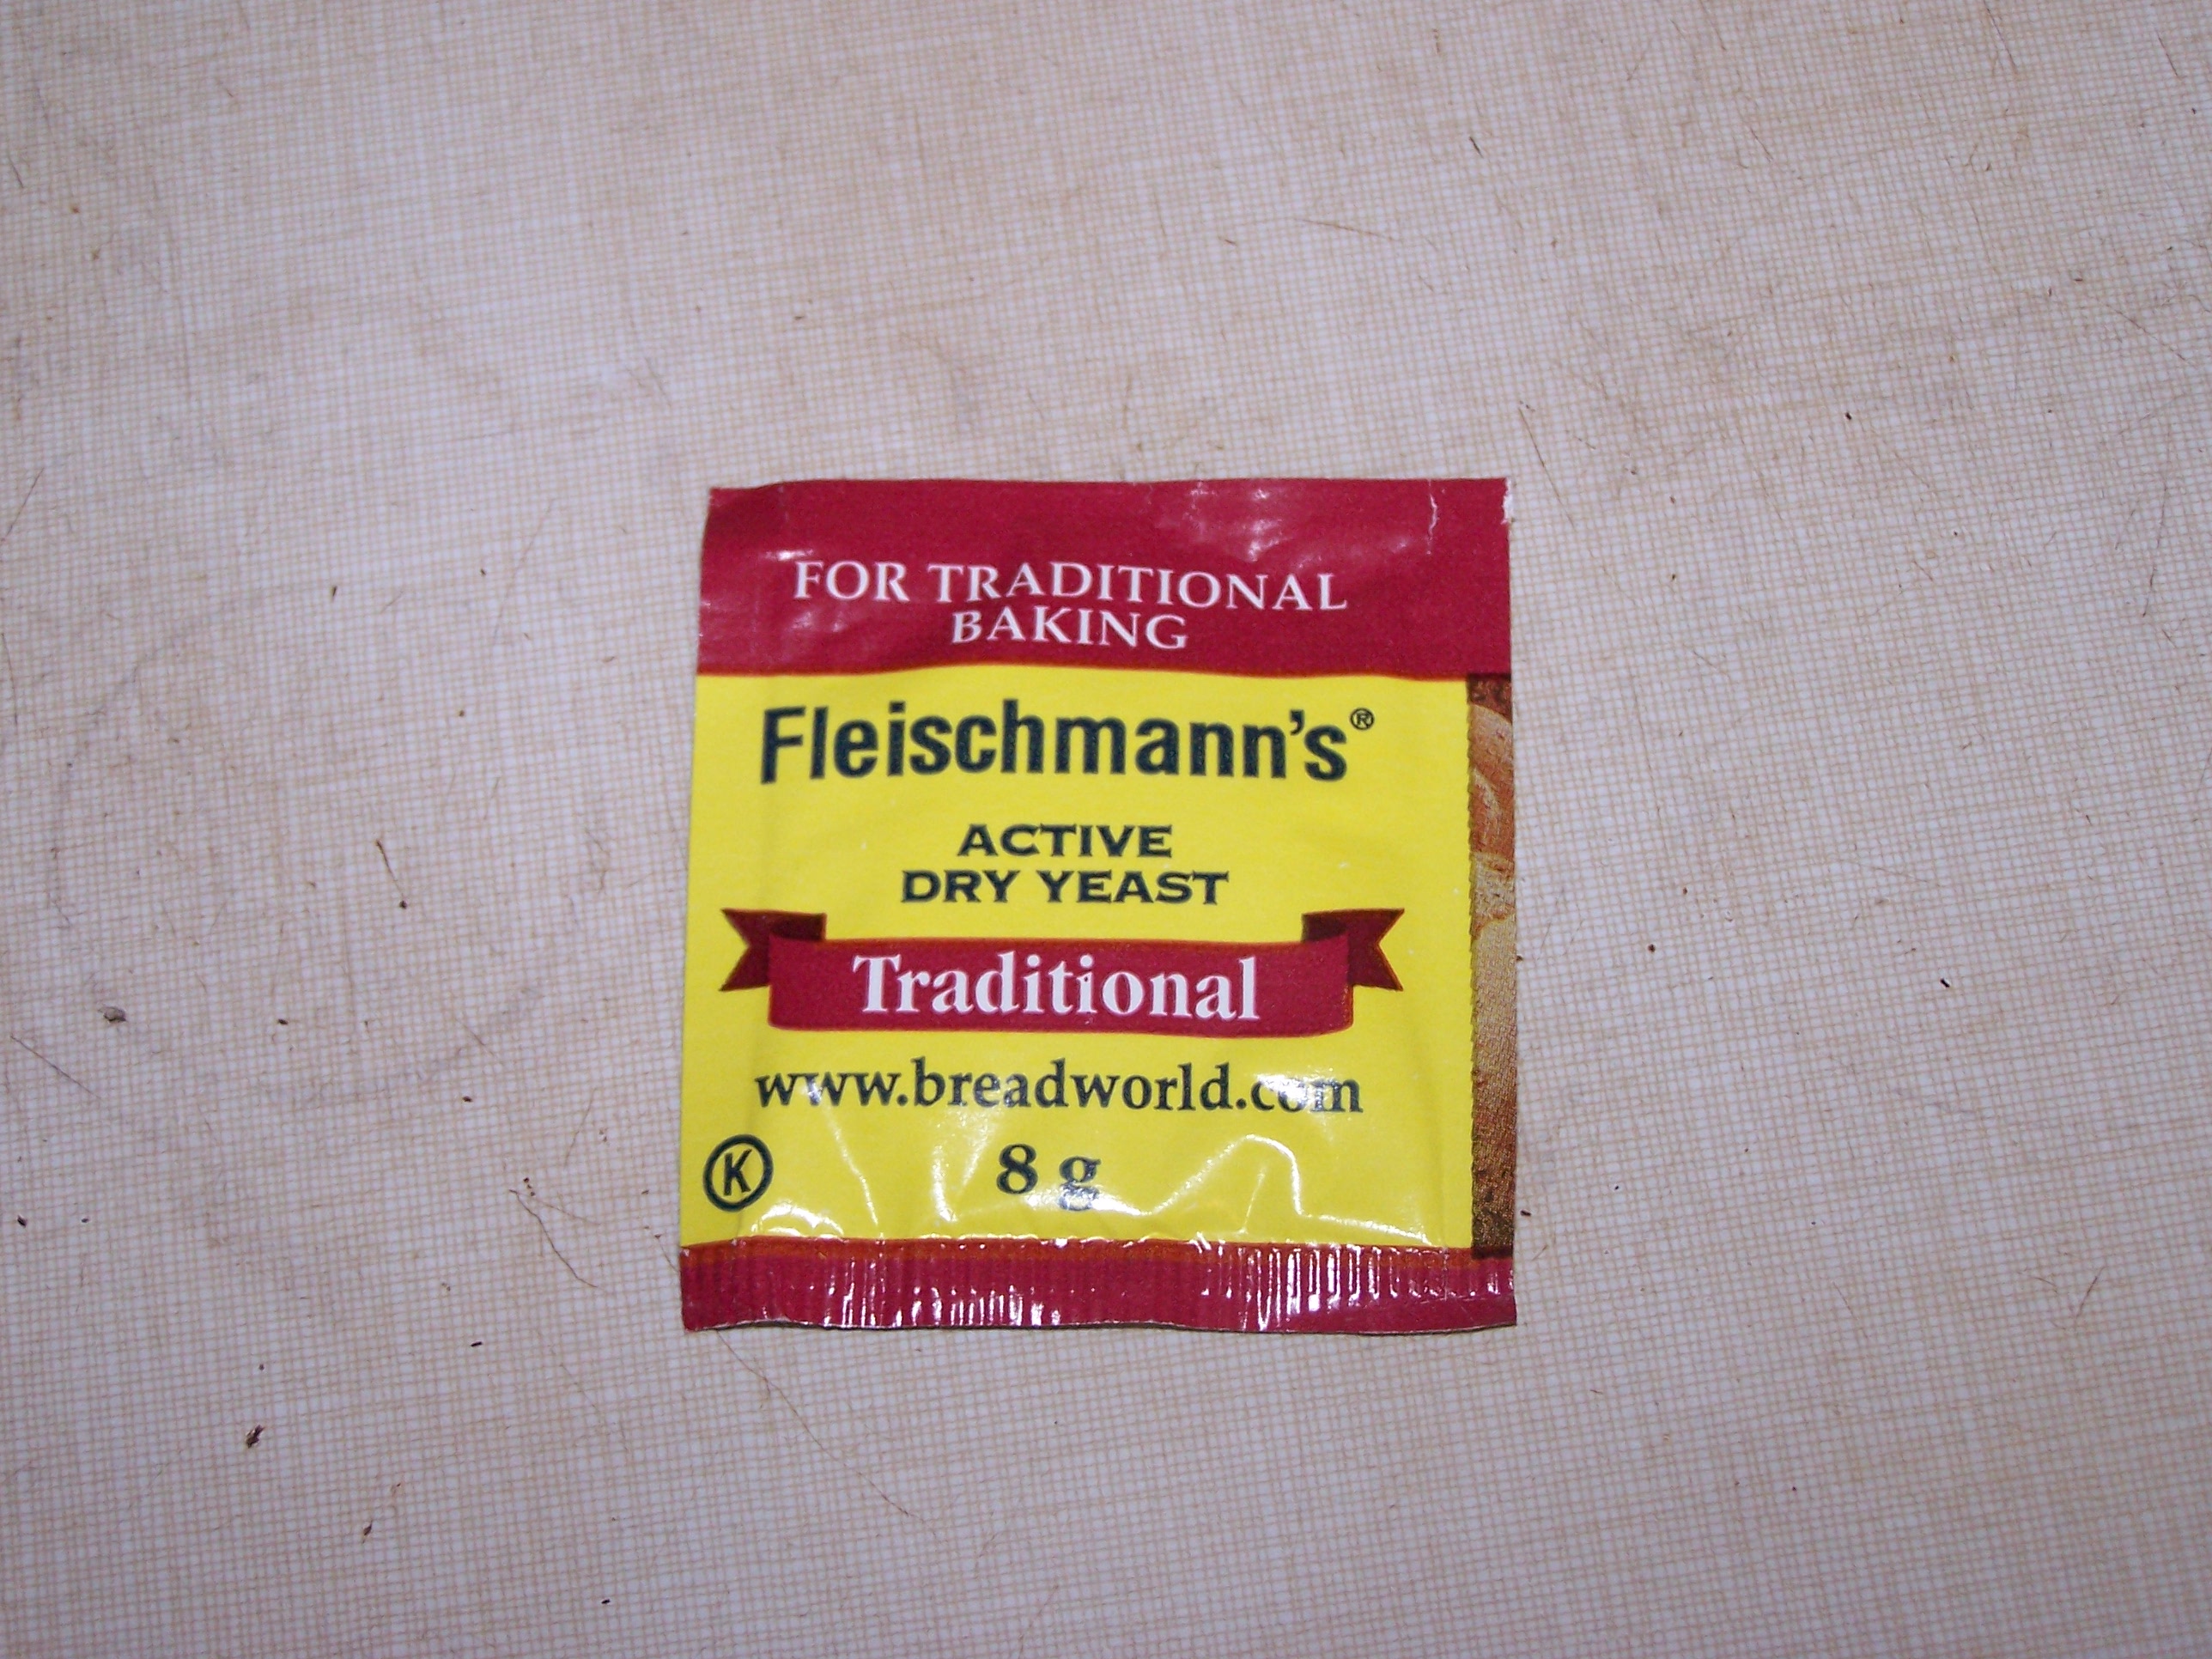 FOR TRADITIONAL
BAKING
Fleischmann's®
ACTIVE
DRY YEAST
Traditional
www.breadworld.com
K
8 g